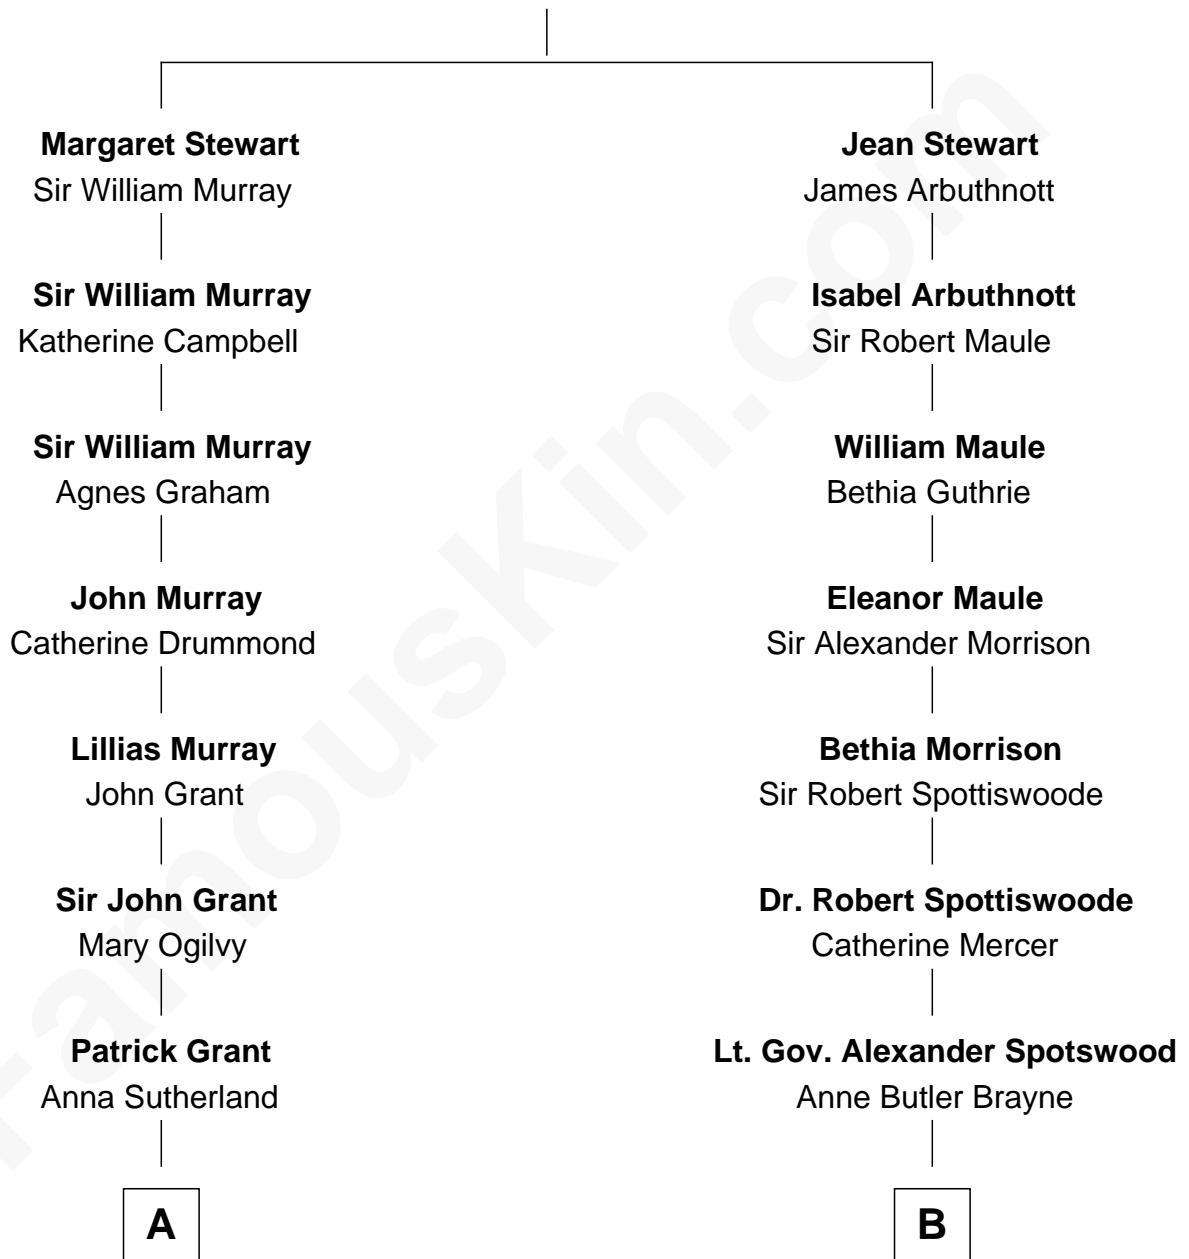 Margaret Stewart
Sir William Murray
Sir William Murray
Katherine Campbell
Sir William Murray
Agnes Graham
John Murray
Catherine Drummond
Lillias Murray
John Grant
Sir John Grant
Mary Ogilvy
Patrick Grant
Anna Sutherland
A
Jean Stewart
James Arbuthnott
Isabel Arbuthnott
Sir Robert Maule
William Maule
Bethia Guthrie
Eleanor Maule
Sir Alexander Morrison
Bethia Morrison
Sir Robert Spottiswoode
Dr. Robert Spottiswoode
Catherine Mercer
Lt. Gov. Alexander Spotswood
Anne Butler Brayne
B
FamousKin.com